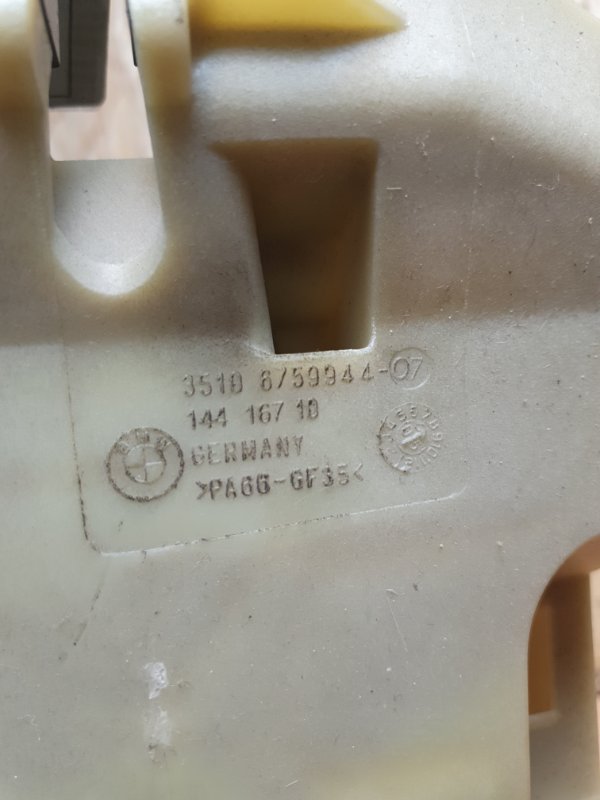 3510 6759944-07
144 167 10
BMW
GERMANY
>PA66-GF35<